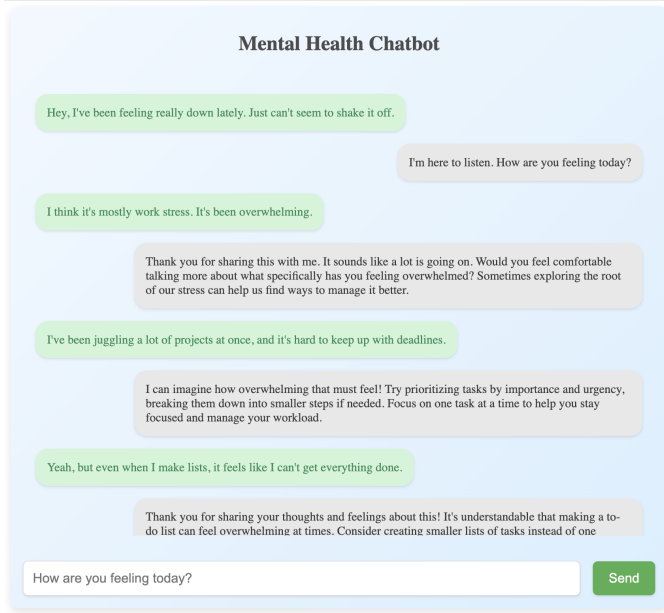 Mental Health Chatbot
Hey, I've been feeling really down lately. Just can't seem to shake it off.
I'm here to listen. How are you feeling today?
I think it's mostly work stress. It's been overwhelming.
Thank you for sharing this with me. It sounds like a lot is going on. Would you feel comfortable
talking more about what specifically has you feeling overwhelmed? Sometimes exploring the root
of our stress can help us find ways to manage it better.
I've been juggling a lot of projects at once, and it's hard to keep up with deadlines.
I can imagine how overwhelming that must feel! Try prioritizing tasks by importance and urgency,
breaking them down into smaller steps if needed. Focus on one task at a time to help you stay
focused and manage your workload.
Yeah, but even when I make lists, it feels like I can't get everything done.
Thank you for sharing your thoughts and feelings about this! It's understandable that making a to-
do list can feel overwhelming at times. Consider creating smaller lists of tasks instead of one
How are you feeling today?
Send